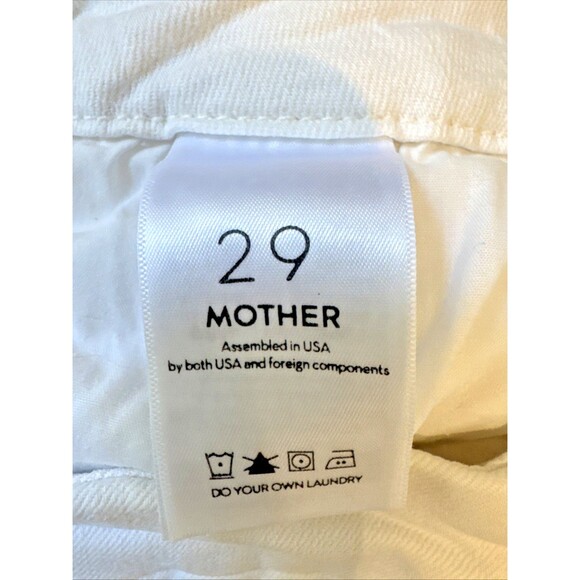 29
MOTHER
Assembled in USA
by both USA and foreign components
DO YOUR OWN LAUNDRY